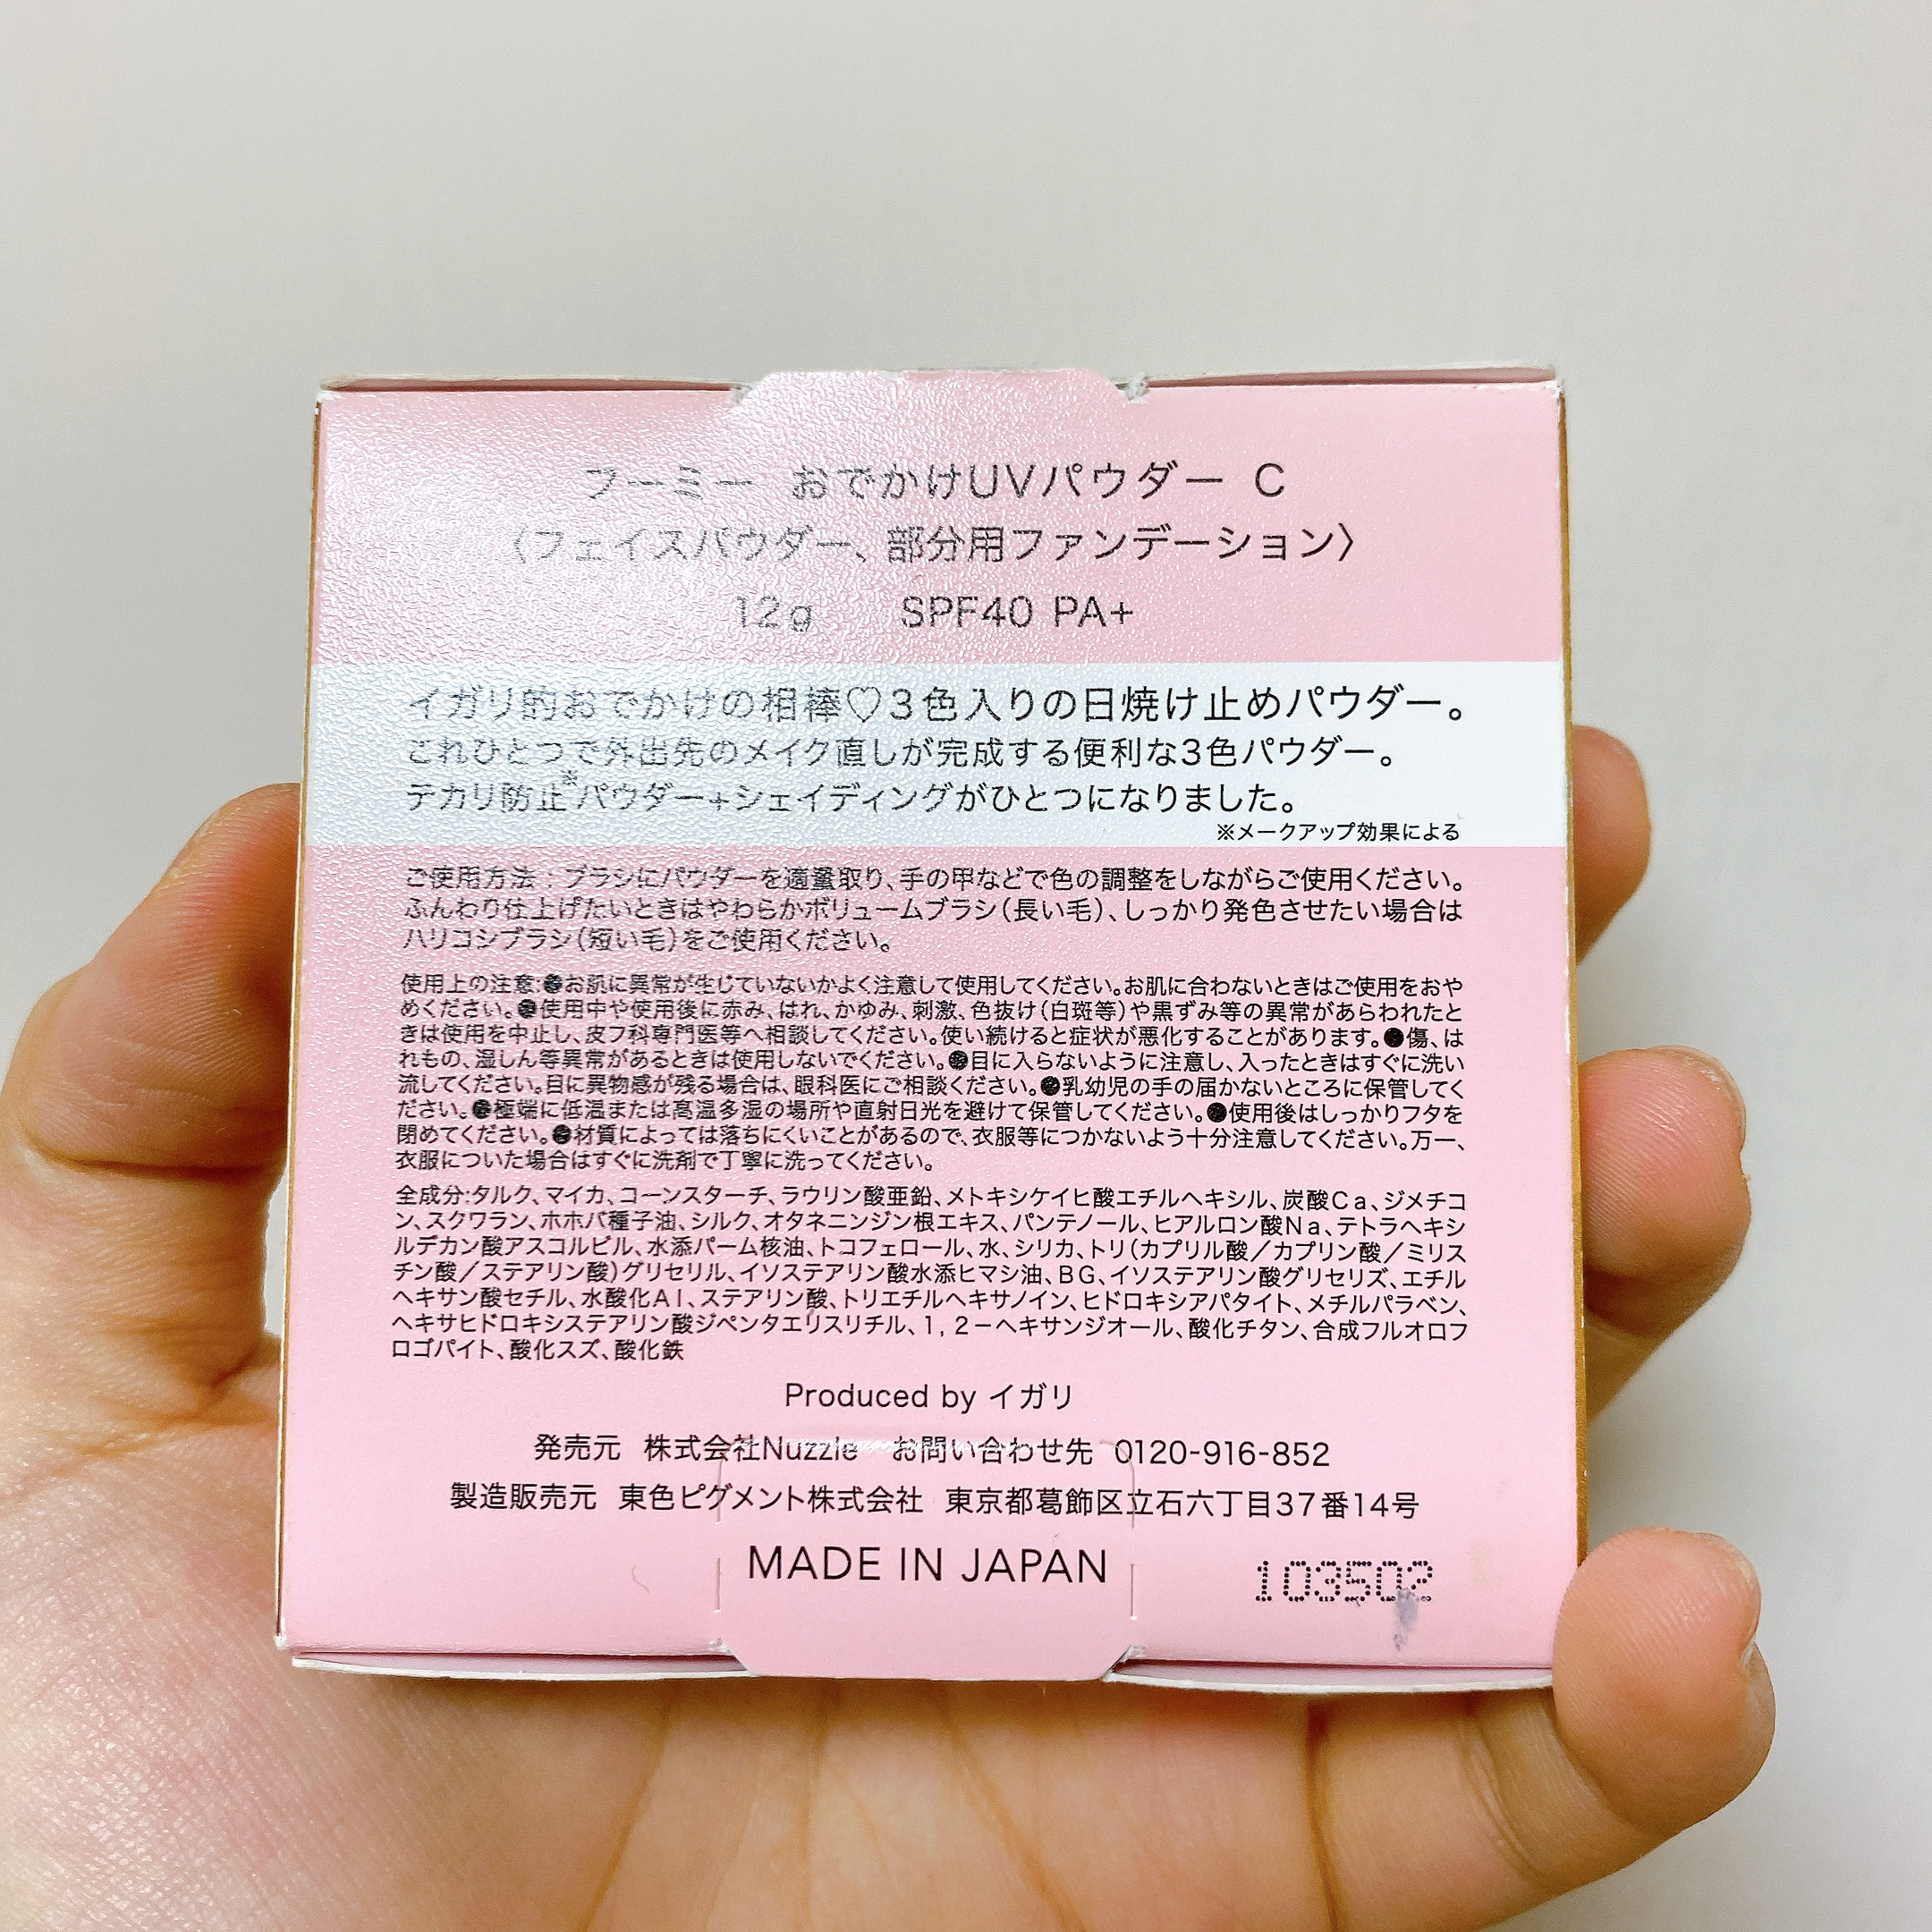 フーミー おでかけUVパウダー C
〈フェイスパウダー、部分用ファンデーション〉
12g SPF40 PA+
イガリ的おでかけの相棒♡3色入りの日焼け止めパウダー。
これひとつで外出先のメイク直しが完成する便利な3色パウダー。
テカリ防止※パウダー+シェイディングがひとつになりました。
※メークアップ効果による
ご使用方法：ブラシにパウダーを適量取り、手の甲などで色の調整をしながらご使用ください。
ふんわり仕上げたいときはやわらかボリュームブラシ（長い毛）、しっかり発色させたい場合は
ハリコシブラシ（短い毛）をご使用ください。
使用上の注意:●お肌に異常が生じていないかよく注意して使用してください。お肌に合わないときはご使用をおや
めください。●使用中や使用後に赤み、はれ、かゆみ、刺激、色抜け（白斑等）や黒ずみ等の異常があらわれたと
きは使用を中止し、皮フ科専門医等へ相談してください。使い続けると症状が悪化することがあります。●傷、は
れもの、湿しん等異常があるときは使用しないでください。●目に入らないように注意し、入ったときはすぐに洗い
流してください。目に異物感が残る場合は、眼科医にご相談ください。●乳幼児の手の届かないところに保管してく
ださい。●極端に低温または高温多湿の場所や直射日光を避けて保管してください。●使用後はしっかりフタを
閉めてください。●材質によっては落ちにくいことがあるので、衣服等につかないよう十分注意してください。万一、
衣服についた場合はすぐに洗剤で丁寧に洗ってください。
全成分:タルク、マイカ、コーンスターチ、ラウリン酸亜鉛、メトキシケイヒ酸エチルヘキシル、炭酸Ca、ジメチコ
ン、スクワラン、ホホバ種子油、シルク、オタネニンジン根エキス、パンテノール、ヒアルロン酸Na、テトラヘキシ
ルデカン酸アスコルビル、水添パーム核油、トコフェロール、水、シリカ、トリ（カプリル酸／カプリン酸／ミリス
チン酸／ステアリン酸）グリセリル、イソステアリン酸水添ヒマシ油、BG、イソステアリン酸グリセリズ、エチル
ヘキサン酸セチル、水酸化Al、ステアリン酸、トリエチルヘキサノイン、ヒドロキシアパタイト、メチルパラベン、
ヘキサヒドロキシステアリン酸ジペンタエリスリチル、1,2－ヘキサンジオール、酸化チタン、合成フルオロフ
ロゴパイト、酸化スズ、酸化鉄
Produced by イガリ
発売元 株式会社Nuzzle お問い合わせ先 0120-916-852
製造販売元 東色ピグメント株式会社 東京都葛飾区立石六丁目37番14号
MADE IN JAPAN
103502